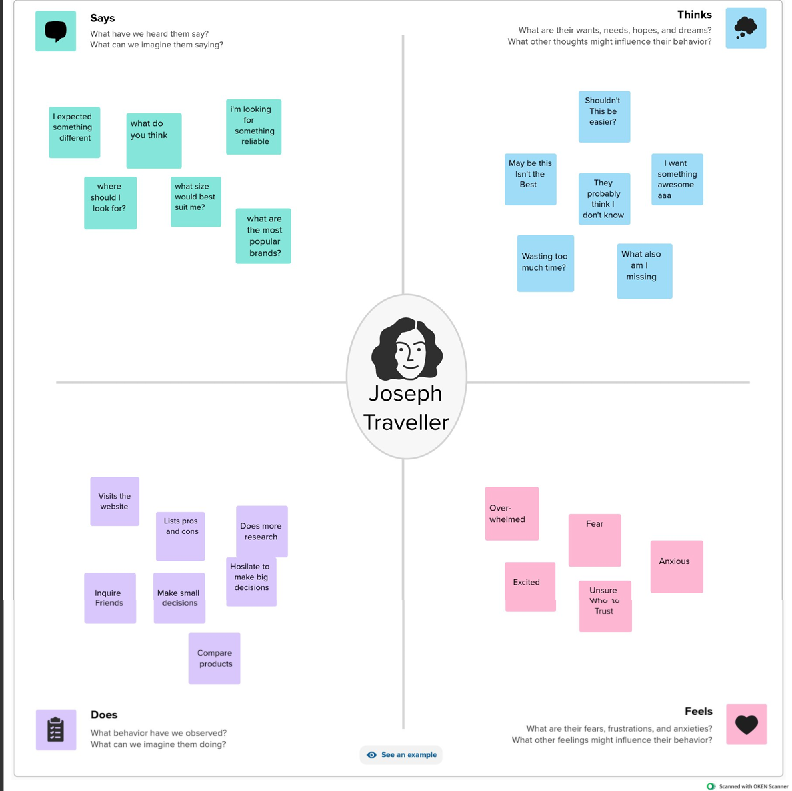 Says
What have we heard them say?
What can we imagine them saying?
Thinks
What are their wants, needs, hopes, and dreams?
What other thoughts might influence their behavior?
I expected
something
different
what do
you think
i'm looking
for
something
reliable
where
should I
look for?
what size
would best
suit me?
what are
the most
popular
brands?
Shouldn't
This be
easier?
May be this
Isn't the
Best
They
probably
think I
don't know
I want
something
awesome
aaa
Wasting too
much time?
What also
am I
missing
Joseph
Traveller
Visits the
website
Lists pros
and cons
Does more
research
Inquire
Friends
Make small
decisions
Hasilate to
make big
decisions
Compare
products
Over-
whelmed
Fear
Anxious
Excited
Unsure
Who to
Trust
Does
What behavior have we observed?
What can we imagine them doing?
Feels
What are their fears, frustrations, and anxieties?
What other feelings might influence their behavior?
See an example
Scanned with OKEN Scanner